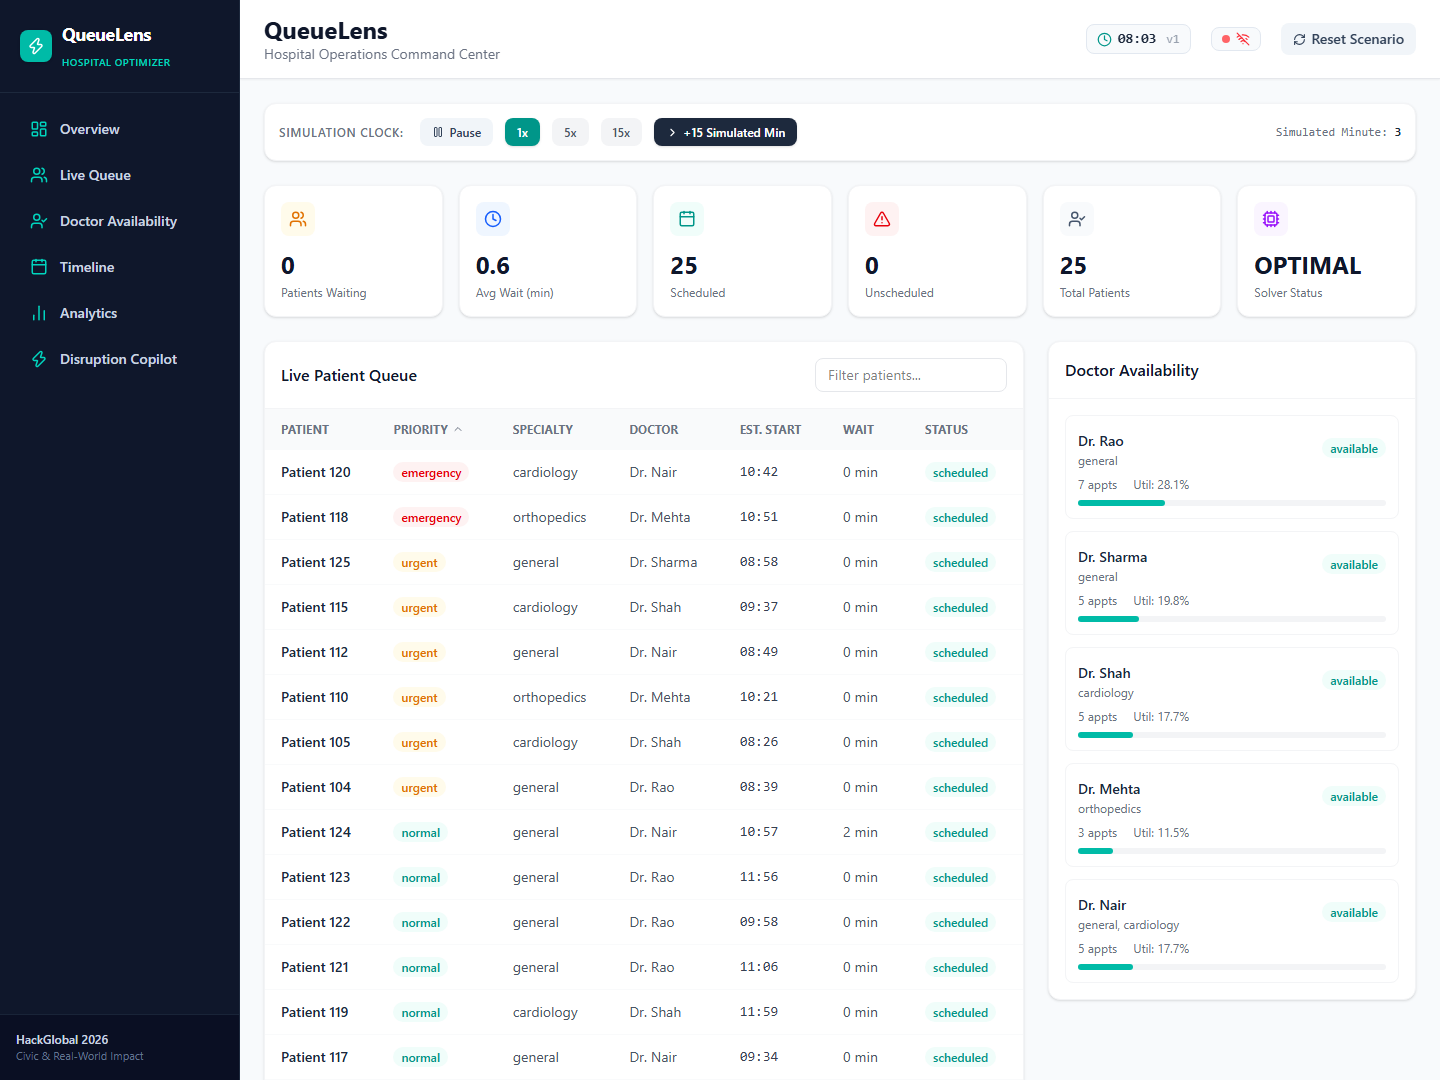 QueueLens
HOSPITAL OPTIMIZER
Overview
Live Queue
Doctor Availability
Timeline
Analytics
Disruption Copilot
HackGlobal 2026
Civic & Real-World Impact
QueueLens
Hospital Operations Command Center
08:03 v1
Reset Scenario
SIMULATION CLOCK: Pause 1x 5x 15x +15 Simulated Min
Simulated Minute: 3
0
Patients Waiting
0.6
Avg Wait (min)
25
Scheduled
0
Unscheduled
25
Total Patients
OPTIMAL
Solver Status
Live Patient Queue
Filter patients...
PATIENT PRIORITY SPECIALTY DOCTOR EST. START WAIT STATUS
Patient 120 emergency cardiology Dr. Nair 10:42 0 min scheduled
Patient 118 emergency orthopedics Dr. Mehta 10:51 0 min scheduled
Patient 125 urgent general Dr. Sharma 08:58 0 min scheduled
Patient 115 urgent cardiology Dr. Shah 09:37 0 min scheduled
Patient 112 urgent general Dr. Nair 08:49 0 min scheduled
Patient 110 urgent orthopedics Dr. Mehta 10:21 0 min scheduled
Patient 105 urgent cardiology Dr. Shah 08:26 0 min scheduled
Patient 104 urgent general Dr. Rao 08:39 0 min scheduled
Patient 124 normal general Dr. Nair 10:57 2 min scheduled
Patient 123 normal general Dr. Rao 11:56 0 min scheduled
Patient 122 normal general Dr. Rao 09:58 0 min scheduled
Patient 121 normal general Dr. Rao 11:06 0 min scheduled
Patient 119 normal cardiology Dr. Shah 11:59 0 min scheduled
Patient 117 normal general Dr. Nair 09:34 0 min scheduled
Doctor Availability
Dr. Rao
available
general
7 appts Util: 28.1%
Dr. Sharma
available
general
5 appts Util: 19.8%
Dr. Shah
available
cardiology
5 appts Util: 17.7%
Dr. Mehta
available
orthopedics
3 appts Util: 11.5%
Dr. Nair
available
general, cardiology
5 appts Util: 17.7%